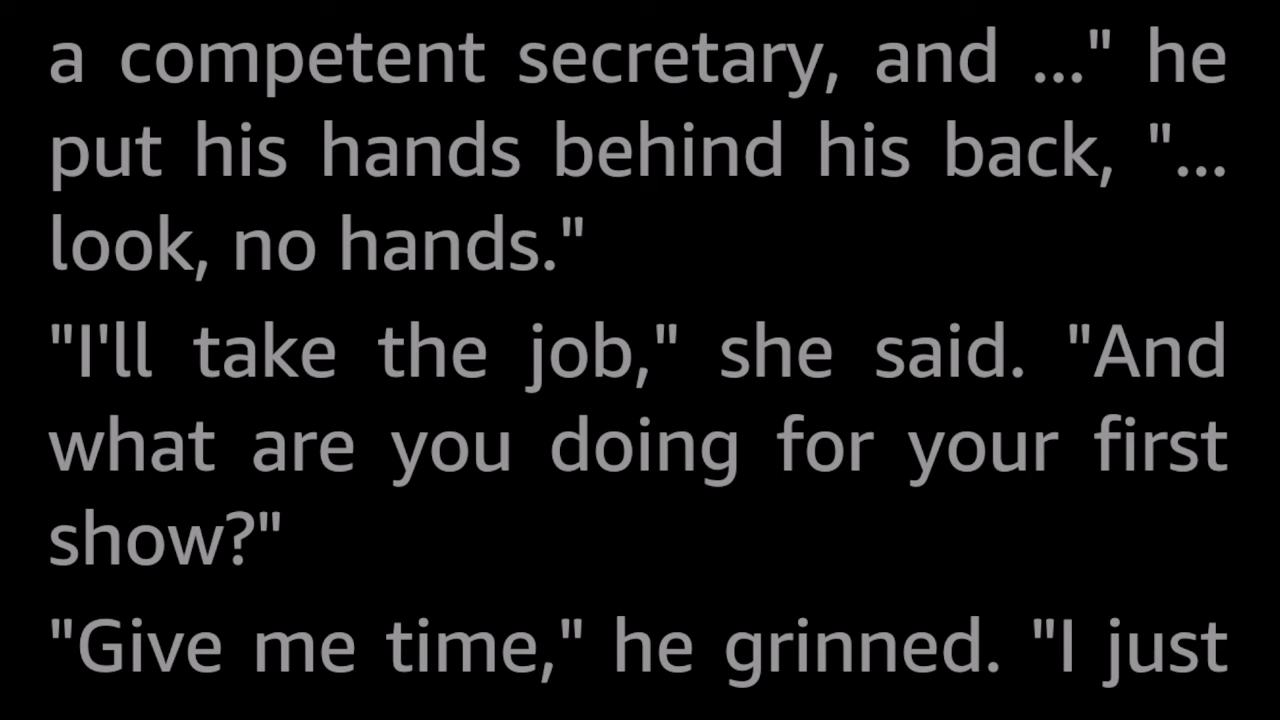 a competent secretary, and ..." he
put his hands behind his back, "...
look, no hands."
"I'll take the job," she said. "And
what are you doing for your first
show?"
"Give me time," he grinned. "I just